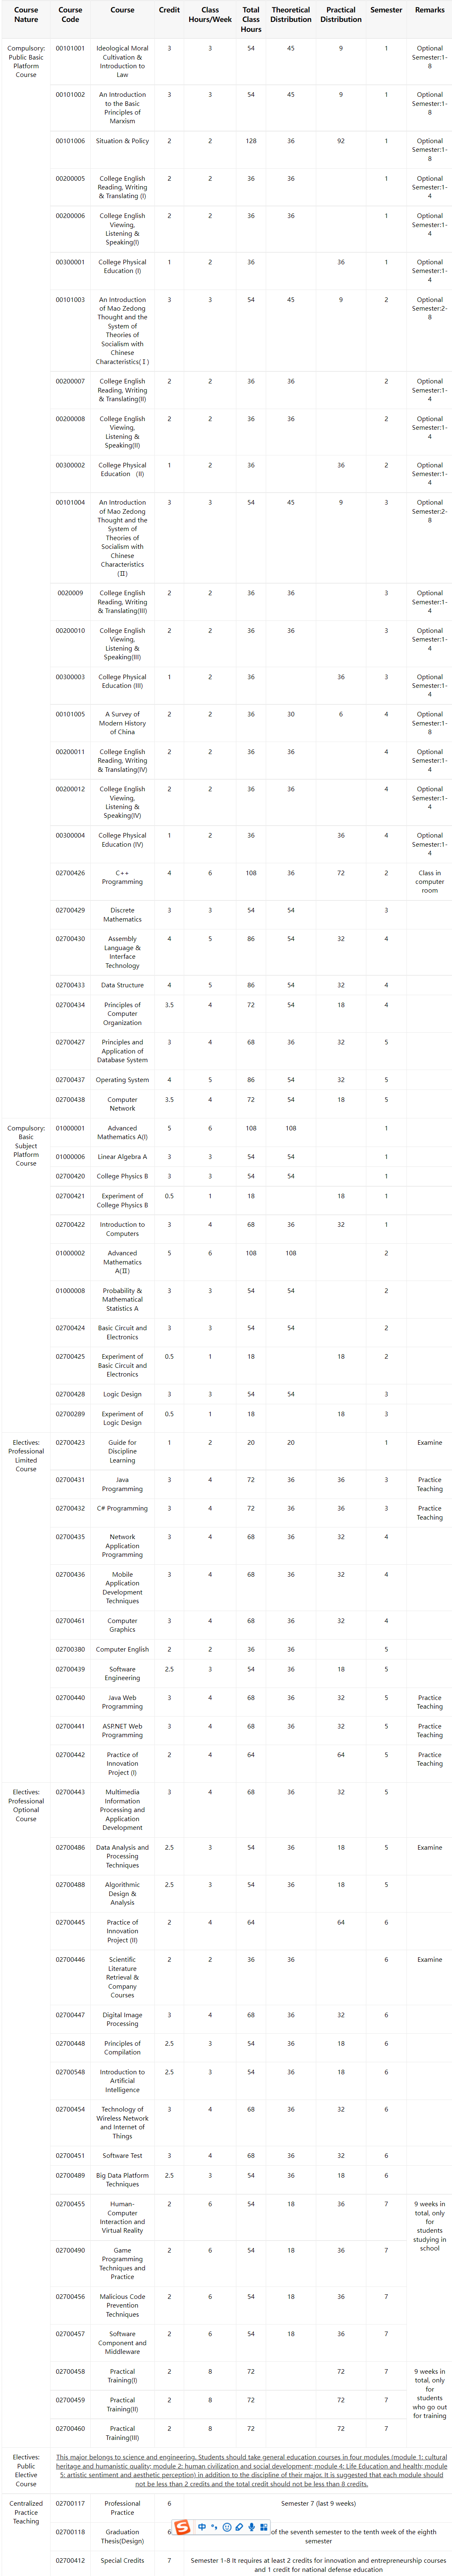 Course Nature Course Code Course Credit Class Hours/Week Total Class Hours Theoretical Distribution Practical Distribution Semester Remarks
Compulsory: Public Basic Platform Course
00101001 Ideological Moral Cultivation & Introduction to Law 3 3 54 45 9 1 Optional Semester:1-8
00101002 An Introduction to the Basic Principles of Marxism 3 3 54 45 9 1 Optional Semester:1-8
00101006 Situation & Policy 2 2 128 36 92 1 Optional Semester:1-8
00200005 College English Reading, Writing & Translating (I) 2 2 36 36 1 Optional Semester:1-4
00200006 College English Viewing, Listening & Speaking(I) 2 2 36 36 1 Optional Semester:1-4
00300001 College Physical Education (I) 1 2 36 36 1 Optional Semester:1-4
00101003 An Introduction of Mao Zedong Thought and the System of Theories of Socialism with Chinese Characteristics(Ⅰ) 3 3 54 45 9 2 Optional Semester:2-8
00200007 College English Reading, Writing & Translating(II) 2 2 36 36 2 Optional Semester:1-4
00200008 College English Viewing, Listening & Speaking(II) 2 2 36 36 2 Optional Semester:1-4
00300002 College Physical Education (II) 1 2 36 36 2 Optional Semester:1-4
00101004 An Introduction of Mao Zedong Thought and the System of Theories of Socialism with Chinese Characteristics (Ⅱ) 3 3 54 45 9 3 Optional Semester:2-8
0020009 College English Reading, Writing & Translating(III) 2 2 36 36 3 Optional Semester:1-4
00200010 College English Viewing, Listening & Speaking(III) 2 2 36 36 3 Optional Semester:1-4
00300003 College Physical Education (III) 1 2 36 36 3 Optional Semester:1-4
00101005 A Survey of Modern History of China 2 2 36 30 6 4 Optional Semester:1-8
00200011 College English Reading, Writing & Translating(IV) 2 2 36 36 4 Optional Semester:1-4
00200012 College English Viewing, Listening & Speaking(IV) 2 2 36 36 4 Optional Semester:1-4
00300004 College Physical Education (IV) 1 2 36 36 4 Optional Semester:1-4
02700426 C++ Programming 4 6 108 36 72 2 Class in computer room
02700429 Discrete Mathematics 3 3 54 54 3
02700430 Assembly Language & Interface Technology 4 5 86 54 32 4
02700433 Data Structure 4 5 86 54 32 4
02700434 Principles of Computer Organization 3.5 4 72 54 18 4
02700427 Principles and Application of Database System 3 4 68 36 32 5
02700437 Operating System 4 5 86 54 32 5
02700438 Computer Network 3.5 4 72 54 18 5
Compulsory: Basic Subject Platform Course
01000001 Advanced Mathematics A(I) 5 6 108 108 1
01000006 Linear Algebra A 3 3 54 54 1
02700420 College Physics B 3 3 54 54 1
02700421 Experiment of College Physics B 0.5 1 18 18 1
02700422 Introduction to Computers 3 4 68 36 32 1
01000002 Advanced Mathematics A(Ⅱ) 5 6 108 108 2
01000008 Probability & Mathematical Statistics A 3 3 54 54 2
02700424 Basic Circuit and Electronics 3 3 54 54 2
02700425 Experiment of Basic Circuit and Electronics 0.5 1 18 18 2
02700428 Logic Design 3 3 54 54 3
02700289 Experiment of Logic Design 0.5 1 18 18 3
Electives: Professional Limited Course
02700423 Guide for Discipline Learning 1 2 20 20 1 Examine
02700431 Java Programming 3 4 72 36 36 3 Practice Teaching
02700432 C# Programming 3 4 72 36 36 3 Practice Teaching
02700435 Network Application Programming 3 4 68 36 32 4
02700436 Mobile Application Development Techniques 3 4 68 36 32 4
02700461 Computer Graphics 3 4 68 36 32 4
02700380 Computer English 2 2 36 36 5
02700439 Software Engineering 2.5 3 54 36 18 5
02700440 Java Web Programming 3 4 68 36 32 5 Practice Teaching
02700441 ASP.NET Web Programming 3 4 68 36 32 5 Practice Teaching
02700442 Practice of Innovation Project (I) 2 4 64 64 5 Practice Teaching
Electives: Professional Optional Course
02700443 Multimedia Information Processing and Application Development 3 4 68 36 32 5
02700486 Data Analysis and Processing Techniques 2.5 3 54 36 18 5 Examine
02700488 Algorithmic Design & Analysis 2.5 3 54 36 18 5
02700445 Practice of Innovation Project (II) 2 4 64 64 6
02700446 Scientific Literature Retrieval & Company Courses 2 2 36 36 6 Examine
02700447 Digital Image Processing 3 4 68 36 32 6
02700448 Principles of Compilation 2.5 3 54 36 18 6
02700548 Introduction to Artificial Intelligence 2.5 3 54 36 18 6
02700454 Technology of Wireless Network and Internet of Things 3 4 68 36 32 6
02700451 Software Test 3 4 68 36 32 6
02700489 Big Data Platform Techniques 2.5 3 54 36 18 6
02700455 Human-Computer Interaction and Virtual Reality 2 6 54 18 36 7 9 weeks in total, only for students studying in school
02700490 Game Programming Techniques and Practice 2 6 54 18 36 7
02700456 Malicious Code Prevention Techniques 2 6 54 18 36 7
02700457 Software Component and Middleware 2 6 54 18 36 7
02700458 Practical Training(I) 2 8 72 72 7 9 weeks in total, only for students who go out for training
02700459 Practical Training(II) 2 8 72 72 7
02700460 Practical Training(III) 2 8 72 72 7
Electives: Public Elective Course
This major belongs to science and engineering. Students should take general education courses in four modules (module 1: cultural
heritage and humanistic quality; module 2: human civilization and social development; module 4: Life Education and health; module
5: artistic sentiment and aesthetic perception) in addition to the discipline of their major. It is suggested that each module should
not be less than 2 credits and the total credit should not be less than 8 credits.
Centralized Practice Teaching
02700117 Professional Practice 6 Semester 7 (last 9 weeks)
02700118 Graduation Thesis(Design) 6 of the seventh semester to the tenth week of the eighth semester
中
02700412 Special Credits 7 Semester 1-8 It requires at least 2 credits for innovation and entrepreneurship courses and 1 credit for national defense education